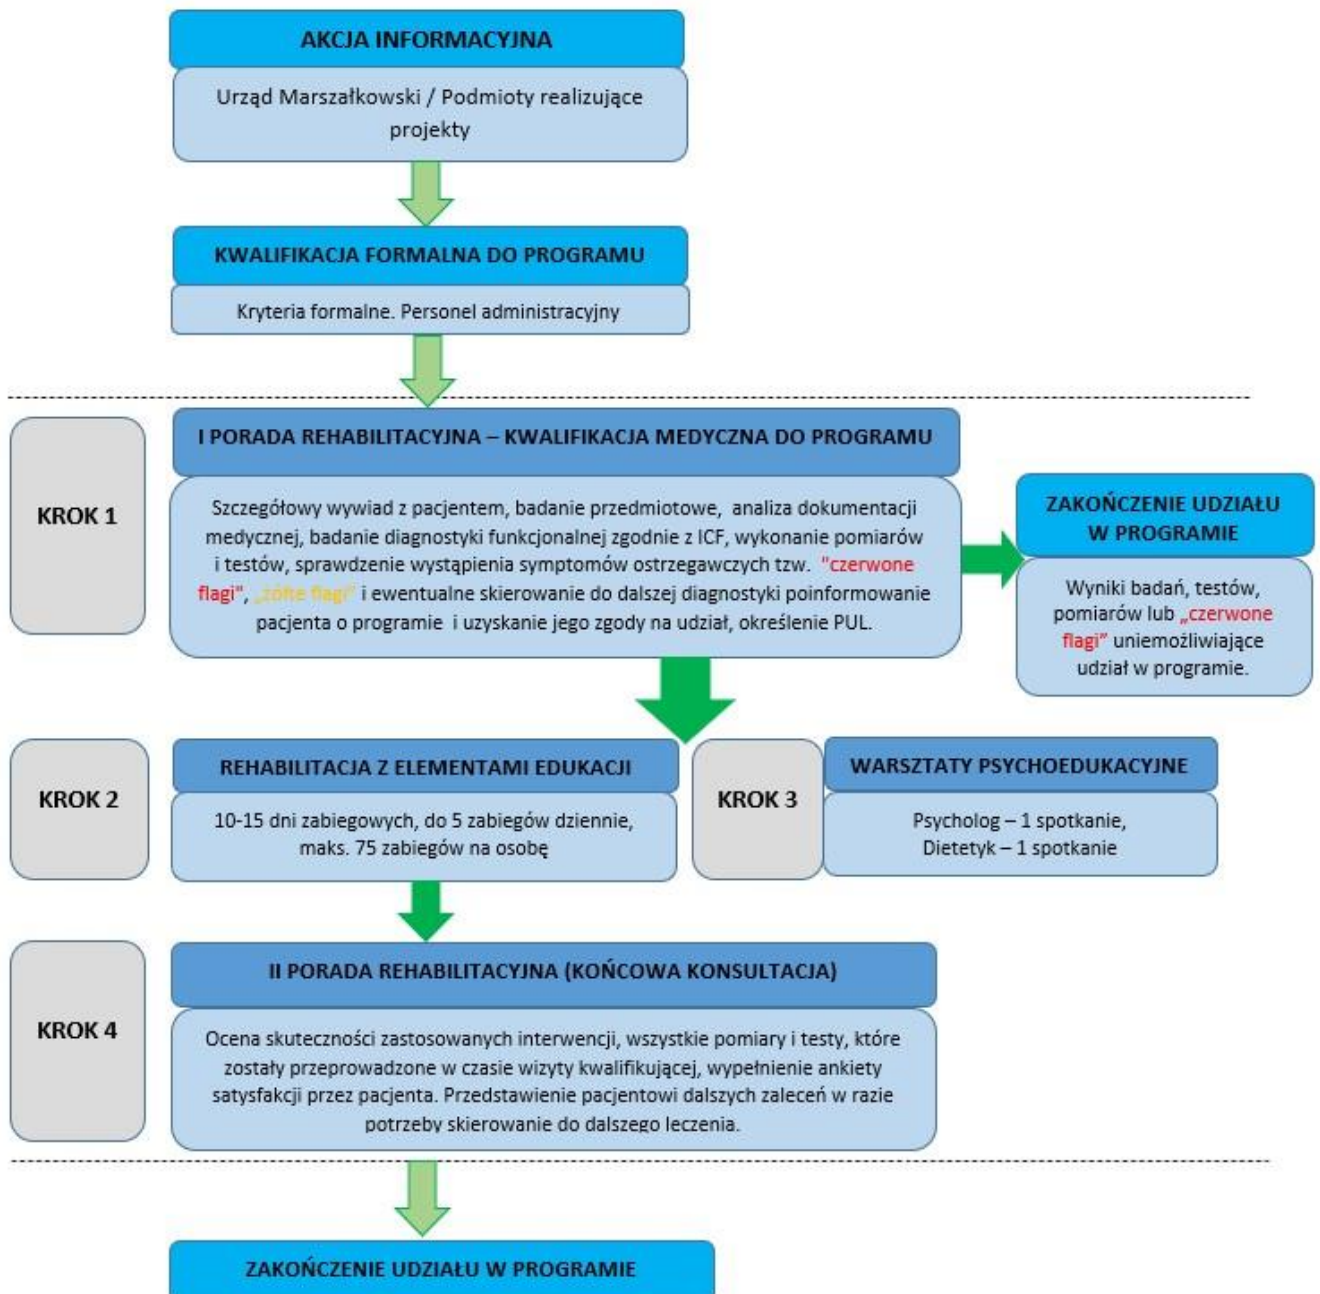 AKCJA INFORMACYJNA
Urząd Marszałkowski / Podmioty realizujące
projekty
KWALIFIKACJA FORMALNA DO PROGRAMU
Kryteria formalne. Personel administracyjny
KROK 1
I PORADA REHABILITACYJNA – KWALIFIKACJA MEDYCZNA DO PROGRAMU
Szczegółowy wywiad z pacjentem, badanie przedmiotowe, analiza dokumentacji
medycznej, badanie diagnostyki funkcjonalnej zgodnie z ICF, wykonanie pomiarów
i testów, sprawdzenie wystąpienia symptomów ostrzegawczych tzw. "czerwone
flagi", „żółte flagi" i ewentualne skierowanie do dalszej diagnostyki poinformowanie
pacjenta o programie i uzyskanie jego zgody na udział, określenie PUL.
ZAKOŃCZENIE UDZIAŁU
W PROGRAMIE
Wyniki badań, testów,
pomiarów lub „czerwone
flagi" uniemożliwiające
udział w programie.
KROK 2
REHABILITACJA Z ELEMENTAMI EDUKACJI
10-15 dni zabiegowych, do 5 zabiegów dziennie,
maks. 75 zabiegów na osobę
KROK 3
WARSZTATY PSYCHOEDUKACYJNE
Psycholog – 1 spotkanie,
Dietetyk – 1 spotkanie
KROK 4
II PORADA REHABILITACYJNA (KOŃCOWA KONSULTACJA)
Ocena skuteczności zastosowanych interwencji, wszystkie pomiary i testy, które
zostały przeprowadzone w czasie wizyty kwalifikującej, wypełnienie ankiety
satysfakcji przez pacjenta. Przedstawienie pacjentowi dalszych zaleceń w razie
potrzeby skierowanie do dalszego leczenia.
ZAKOŃCZENIE UDZIAŁU W PROGRAMIE